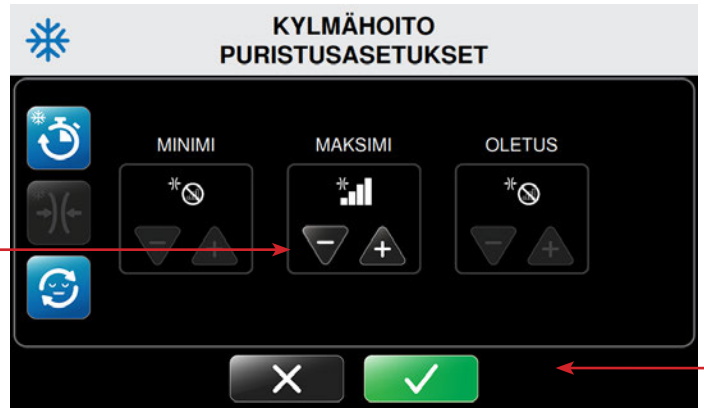 KYLMÄHOITO
PURISTUSASETUKSET
MINIMI
MAKSIMI
OLETUS